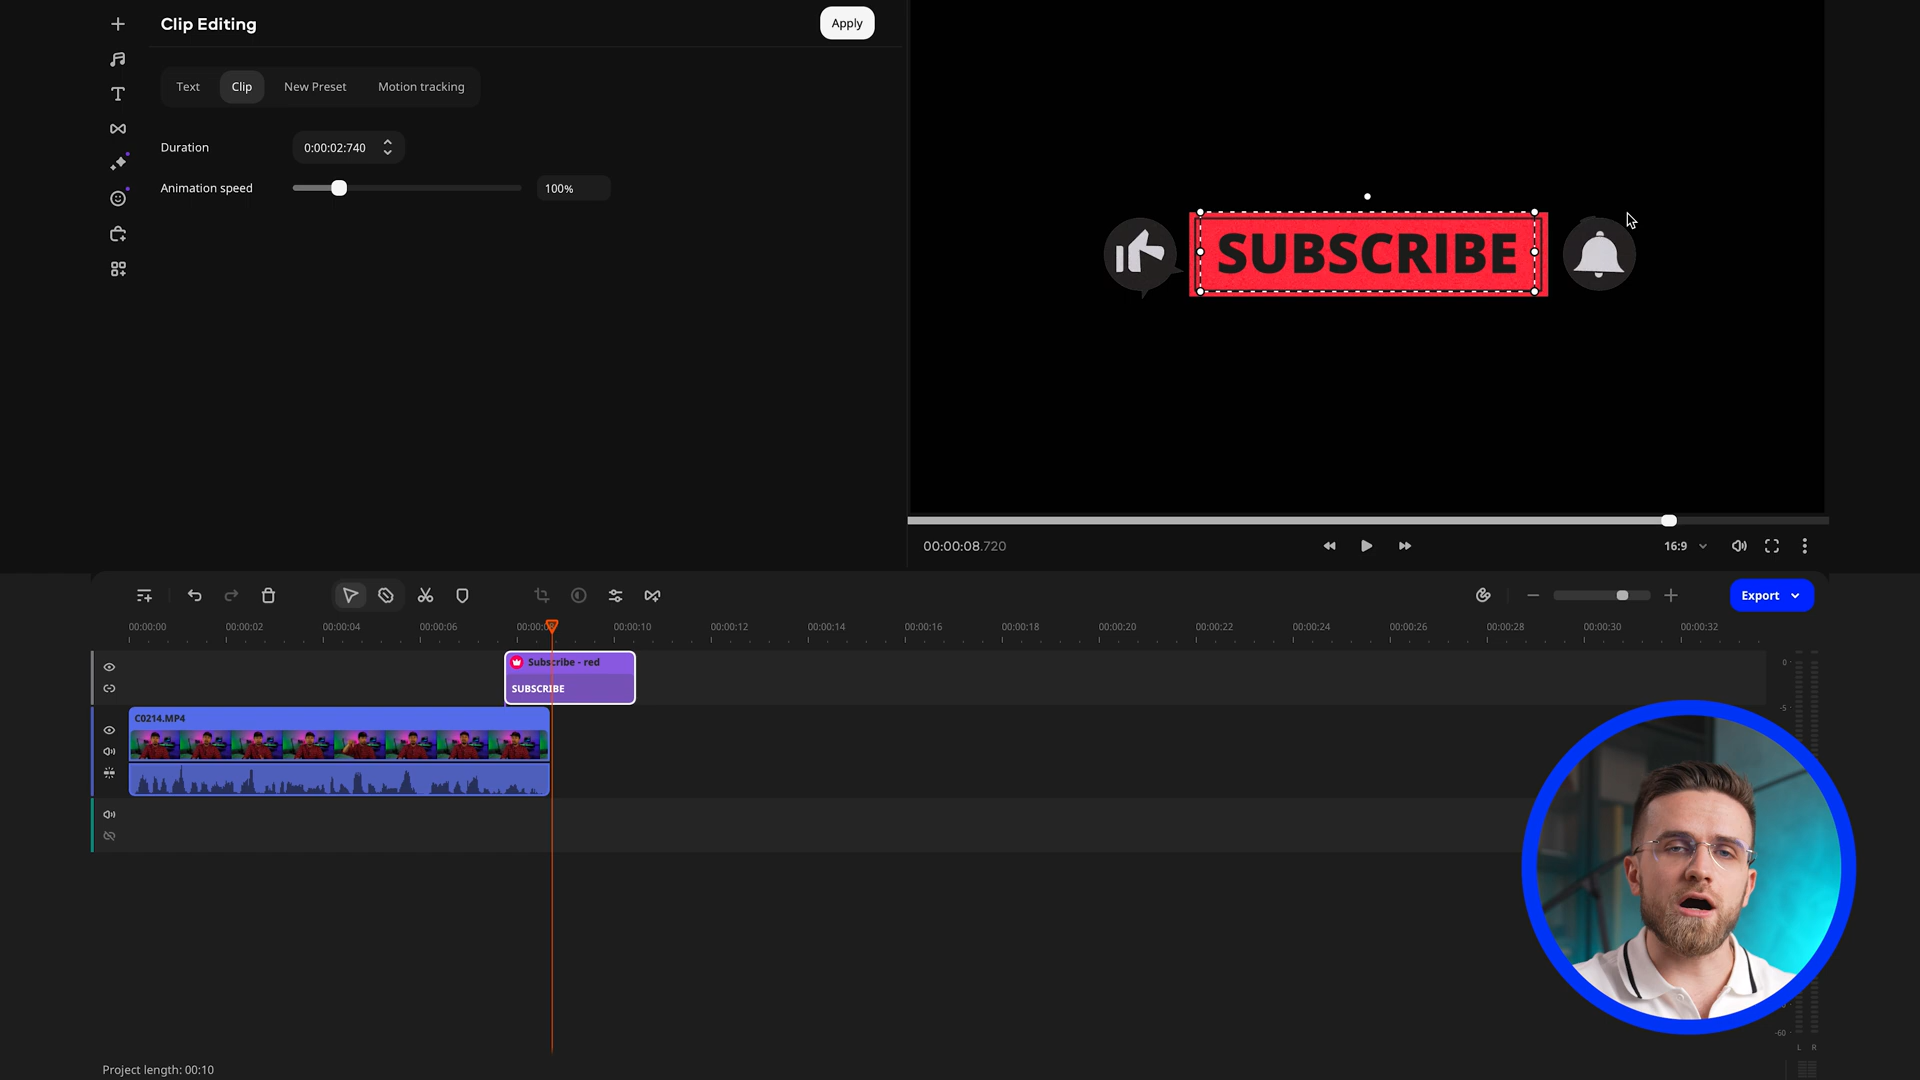 Clip Editing
Apply
Text
Clip
New Preset
Motion tracking
Duration
0:00:02:740
Animation speed
100%
SUBSCRIBE
00:00:08.720
16:9
Export
00:00:00
00:00:02
00:00:04
00:00:06
00:00:10
00:00:12
00:00:14
00:00:16
00:00:18
00:00:20
00:00:22
00:00:24
00:00:26
00:00:28
00:00:30
00:00:32
Subscribe - red
SUBSCRIBE
0
-5
C0214.MP4
-60
L R
Project length: 00:10